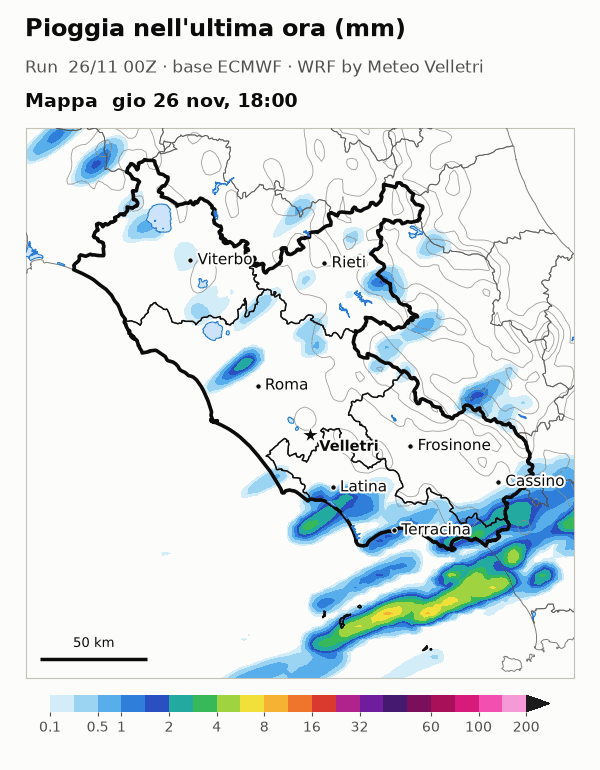 Pioggia nell'ultima ora (mm)
Run  26/11 00Z · base ECMWF · WRF by Meteo Velletri
Mappa  gio 26 nov, 18:00
Viterbo
Rieti
Roma
Velletri
Frosinone
Latina
Cassino
Terracina
50 km
0.1 0.5 1 2 4 8 16 32 60 100 200